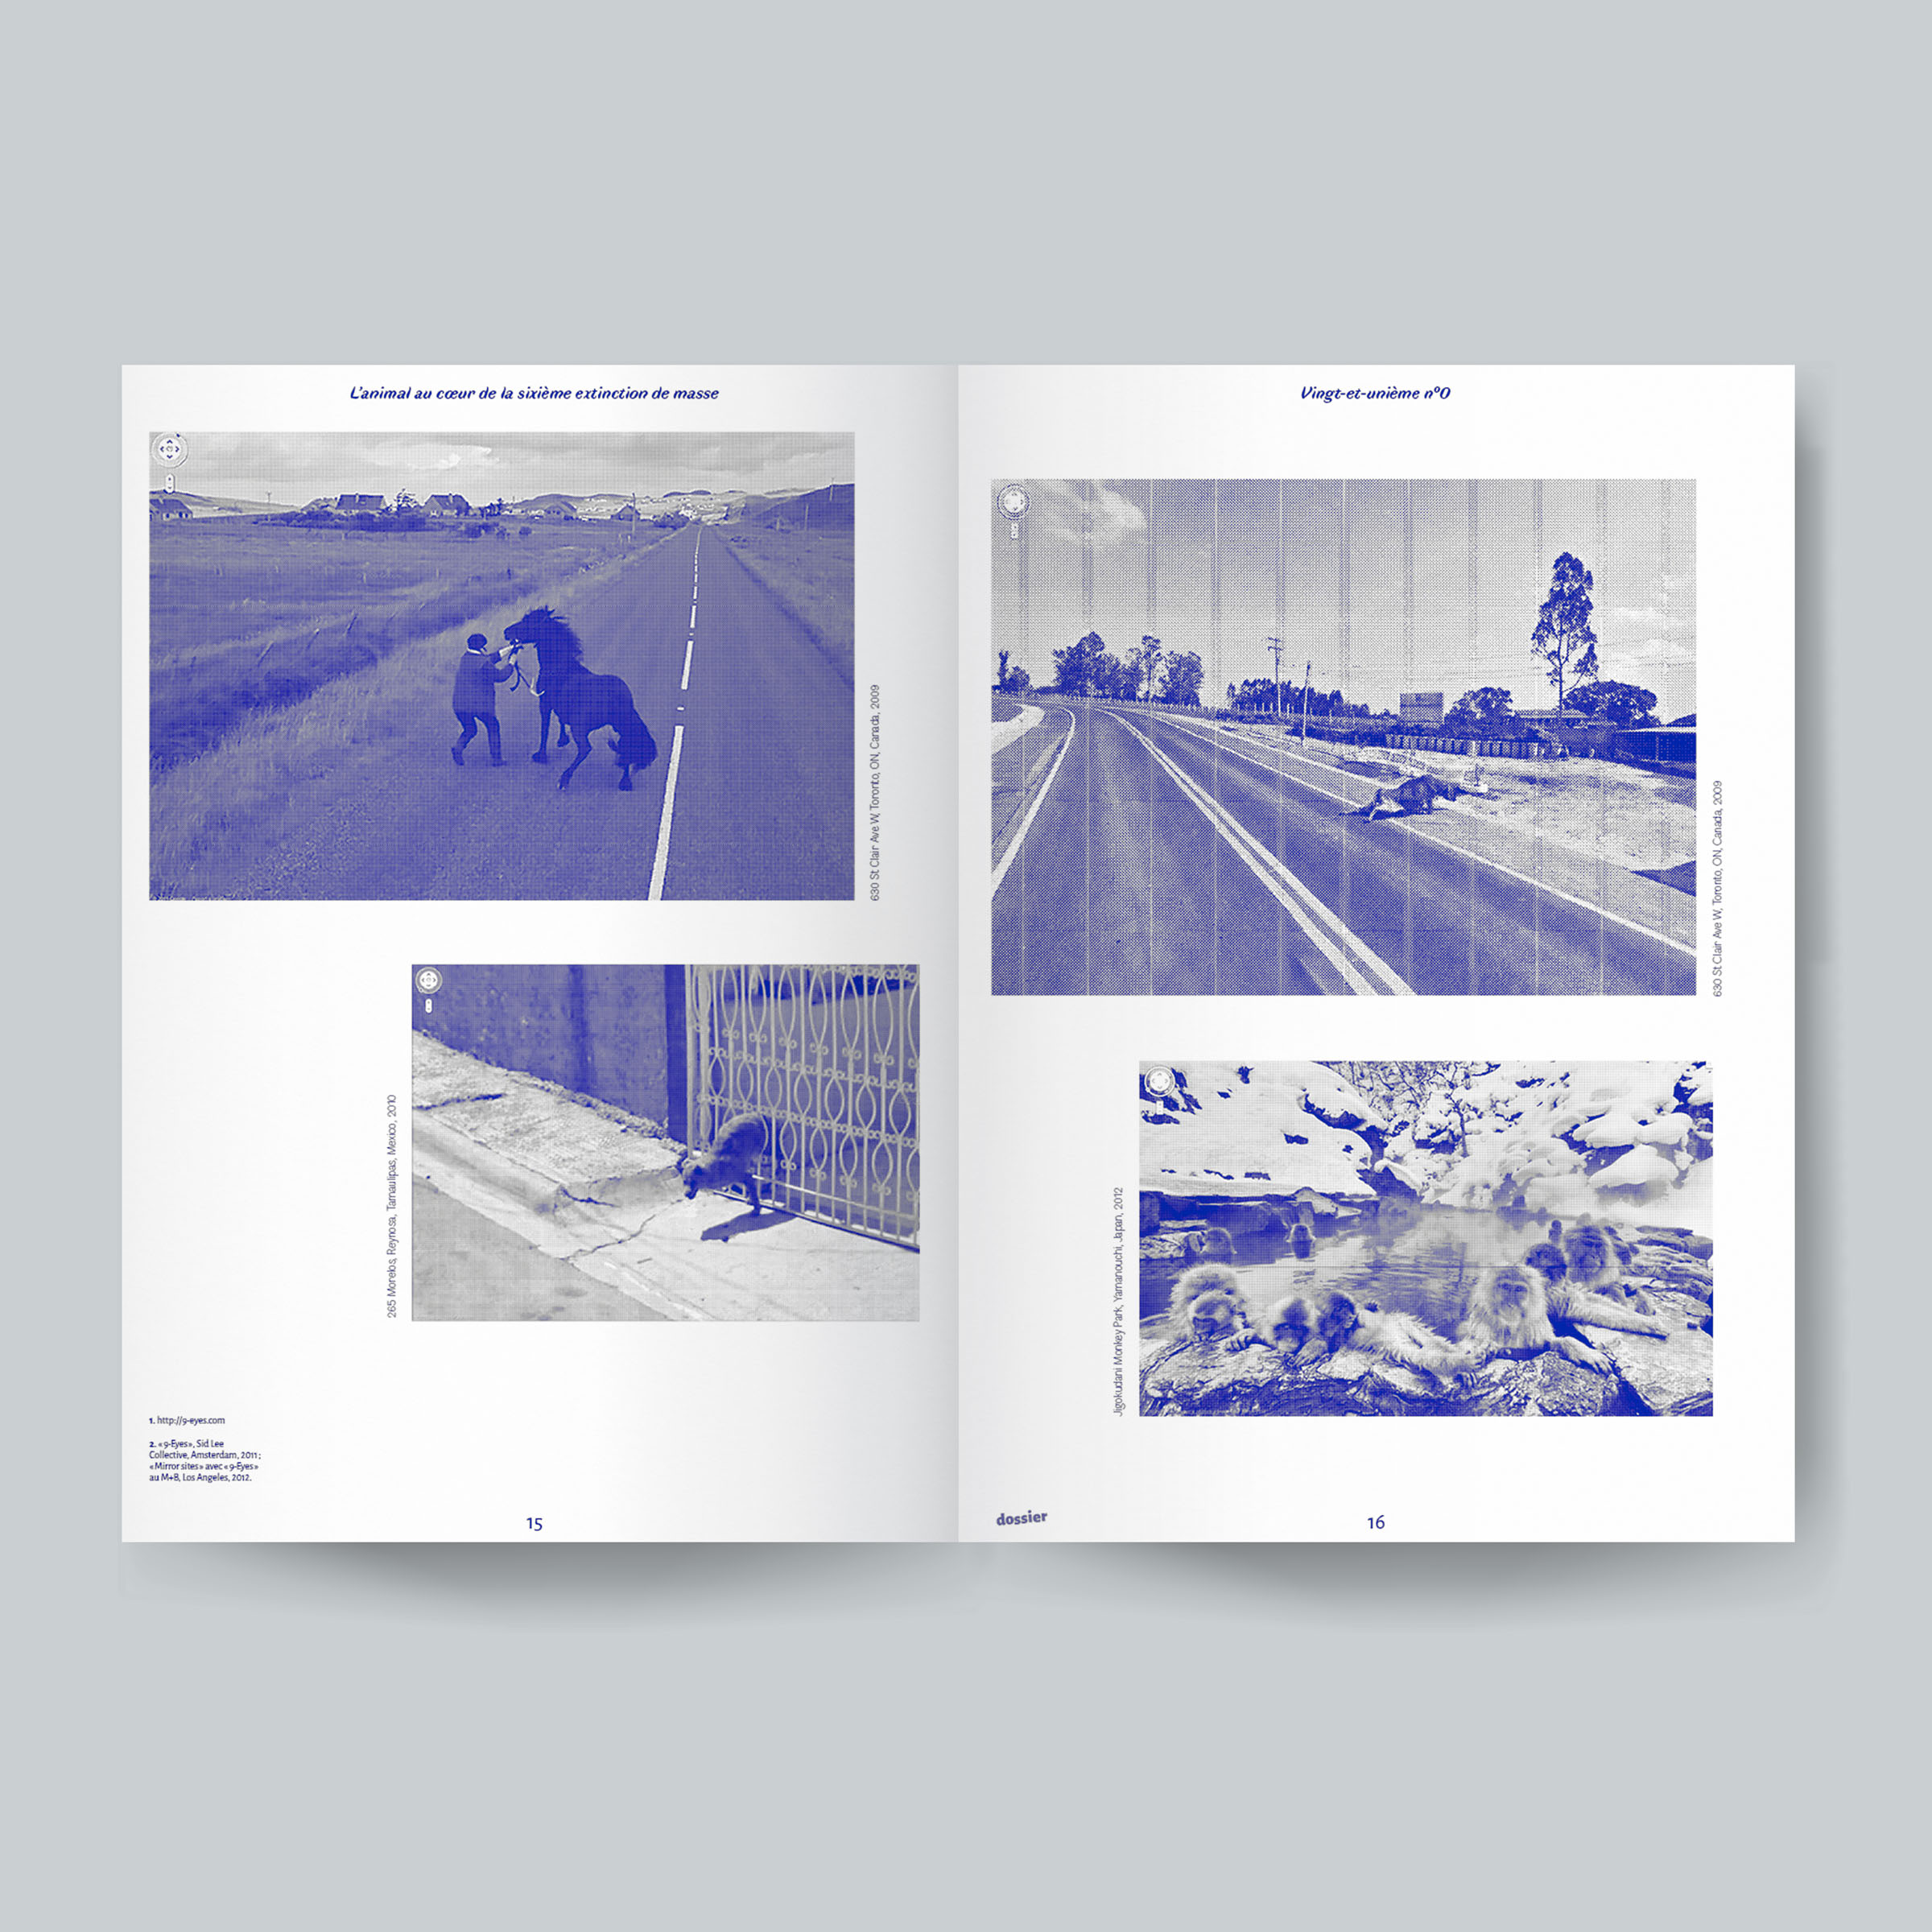 L'animal au cœur de la sixième extinction de masse
630 St Clair Ave W, Toronto, ON, Canada, 2009
265 Morelos, Reynosa, Tamaulipas, Mexico, 2010
1. http://9-eyes.com
2. «9-Eyes», Sid Lee
Collective, Amsterdam, 2011;
«Mirror sites» avec «9-Eyes»
au M+B, Los Angeles, 2012.
15
Vingt-et-unième nº0
630 St Clair Ave W, Toronto, ON, Canada, 2009
Jigokudani Monkey Park, Yamanouchi, Japan, 2012
dossier
16